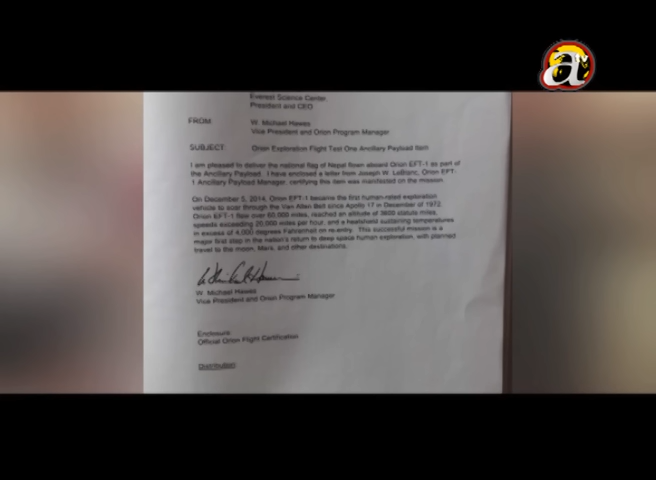 a tv
Everest Science Center,
President and CEO
FROM: W. Michael Hawes
Vice President and Orion Program Manager
SUBJECT: Orion Exploration Flight Test One Ancillary Payload Item
I am pleased to deliver the national flag of Nepal flown aboard Orion EFT-1 as part of
the Ancillary Payload. I have enclosed a letter from Joseph W. LeBlanc, Orion EFT-
1 Ancillary Payload Manager, certifying this item was manifested on the mission.
On December 5, 2014, Orion EFT-1 became the first human-rated exploration
vehicle to soar through the Van Allen Belt since Apollo 17 in December of 1972.
Orion EFT-1 flew over 60,000 miles, reached an altitude of 3600 statute miles,
speeds exceeding 20,000 miles per hour, and a heatshield sustaining temperatures
in excess of 4,000 degrees Fahrenheit on re-entry. This successful mission is a
major first step in the nation's return to deep space human exploration, with planned
travel to the moon, Mars, and other destinations.
W. Michael Hawes
Vice President and Orion Program Manager
Enclosure:
Official Orion Flight Certification
Distribution: